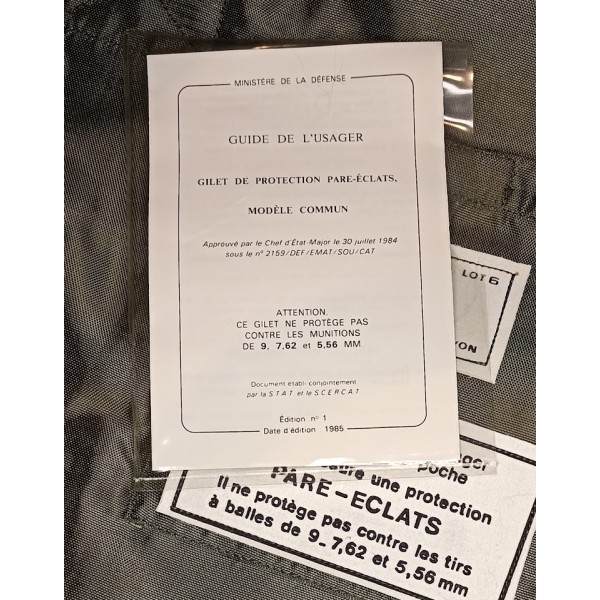 MINISTÈRE DE LA DÉFENSE
GUIDE DE L'USAGER
GILET DE PROTECTION PARE-ÉCLATS,
MODÈLE COMMUN
Approuvé par le Chef d'État-Major le 30 juillet 1984
sous le n° 2159/DEF/EMAT/SOU/CAT
ATTENTION.
CE GILET NE PROTÈGE PAS
CONTRE LES MUNITIONS
DE 9, 7,62 et 5,56 MM.
Document établi conjointement
par la S.T.A.T. et le S.C.E.R.C.A.T.
Édition n° 1
Date d'édition : 1985
LOT 6
YON
poche
une protection
PARE-ECLATS
Il ne protège pas contre les tirs
à balles de 9_ 7,62 et 5,56 mm